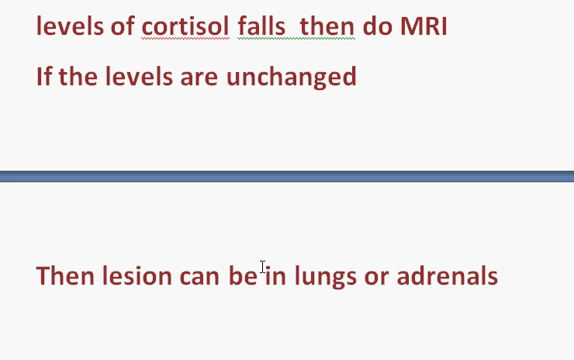 levels of cortisol falls  then do MRI
If the levels are unchanged
Then lesion can be in lungs or adrenals